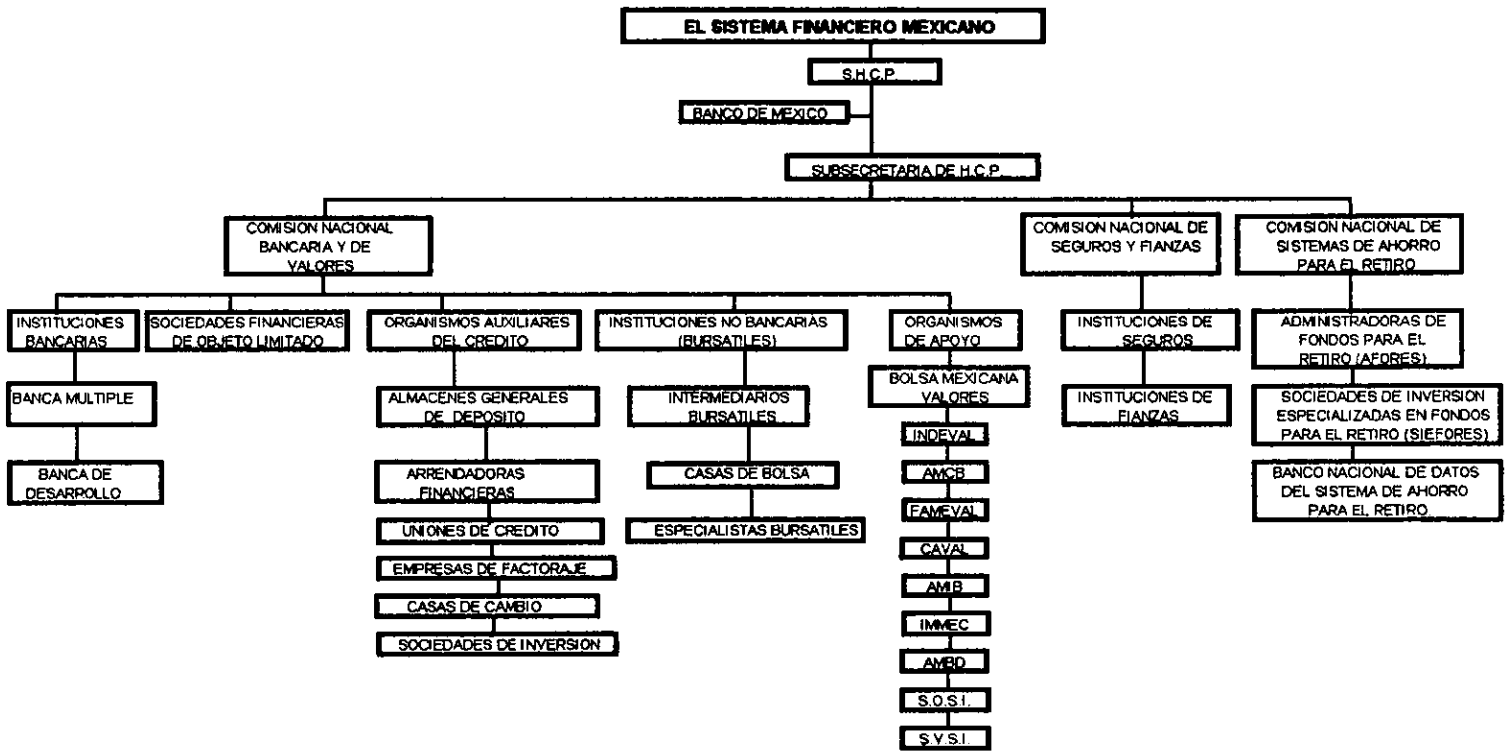 EL SISTEMA FINANCIERO MEXICANO
S.H.C.P.
BANCO DE MEXICO
SUBSECRETARIA DE H.C.P.
COMISION NACIONAL
BANCARIA Y DE
VALORES
COMISION NACIONAL DE
SEGUROS Y FIANZAS
COMISION NACIONAL DE
SISTEMAS DE AHORRO
PARA EL RETIRO
INSTITUCIONES
BANCARIAS
SOCIEDADES FINANCIERAS
DE OBJETO LIMITADO
ORGANISMOS AUXILIARES
DEL CREDITO
INSTITUCIONES NO BANCARIAS
(BURSATILES)
ORGANISMOS
DE APOYO
INSTITUCIONES DE
SEGUROS
ADMINISTRADORAS DE
FONDOS PARA EL
RETIRO (AFORES)
BANCA MULTIPLE
ALMACENES GENERALES
DE DEPOSITO
INTERMEDIARIOS
BURSATILES
BOLSA MEXICANA
VALORES
INSTITUCIONES DE
FIANZAS
SOCIEDADES DE INVERSION
ESPECIALIZADAS EN FONDOS
PARA EL RETIRO (SIEFORES)
BANCA DE
DESARROLLO
ARRENDADORAS
FINANCIERAS
CASAS DE BOLSA
INDEVAL
AMCB
BANCO NACIONAL DE DATOS
DEL SISTEMA DE AHORRO
PARA EL RETIRO
UNIONES DE CREDITO
ESPECIALISTAS BURSATILES
FAMEVAL
CAVAL
EMPRESAS DE FACTORAJE
AMIB
CASAS DE CAMBIO
IMMEC
SOCIEDADES DE INVERSION
AMBD
S.O.S.I.
S.V.S.I.